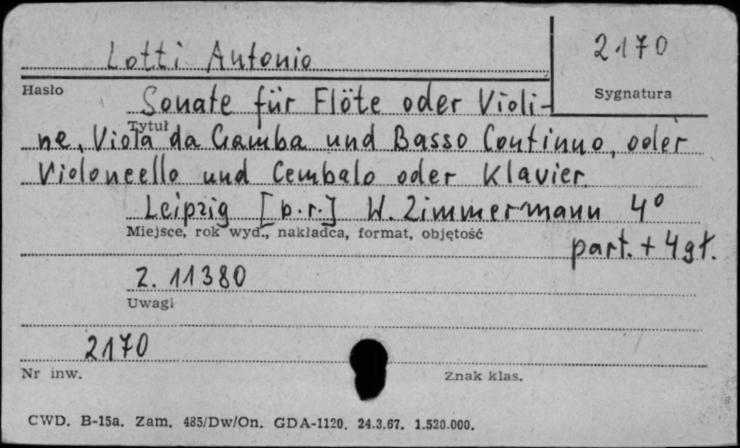 Lotti Antonio
2170
Hasło
Sygnatura
Sonate für Flöte oder Violi-
Tytuł
ne, Viola da Gamba und Basso Continuo, oder
Violoncello und Cembalo oder Klavier
Leipzig [b.r.] W. Zimmermann 4°
Miejsce, rok wyd., nakładca, format, objętość
part. + 4 gł.
Z. 11380
Uwagi
2170
Nr inw.
Znak klas.
CWD. B-15a. Zam. 485/Dw/On. GDA-1120. 24.3.67. 1.520.000.